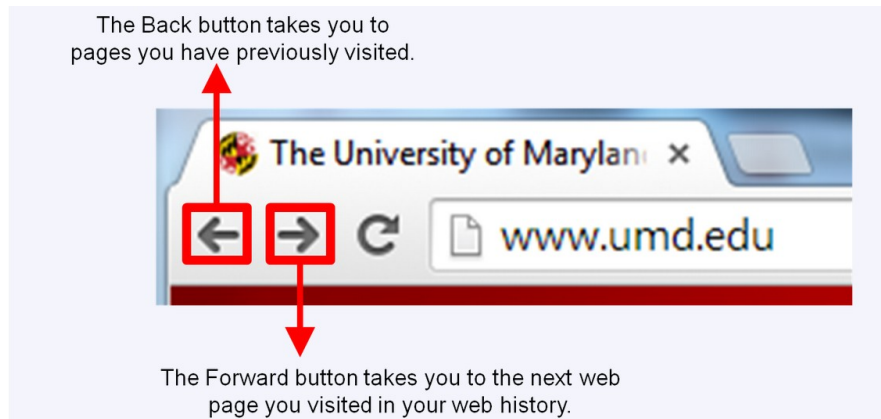 The Back button takes you to
pages you have previously visited.
The University of Marylan
www.umd.edu
The Forward button takes you to the next web
page you visited in your web history.